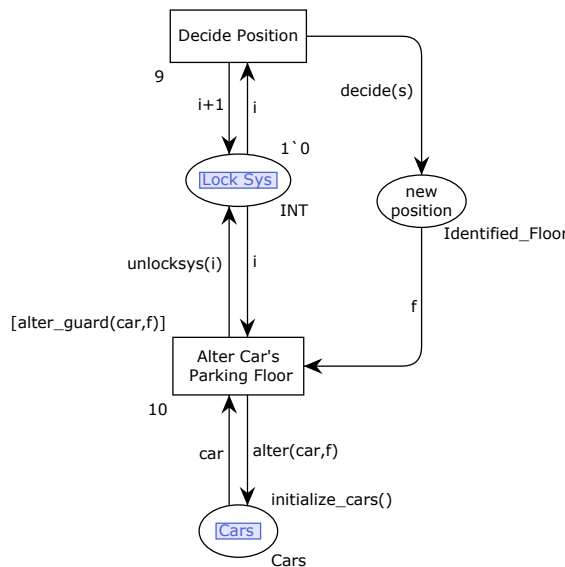 Decide Position
9
i+1
i
decide(s)
1`0
Lock Sys
INT
new
position
Identified_Floor
unlocksys(i)
i
f
[alter_guard(car,f)]
Alter Car's
Parking Floor
10
car
alter(car,f)
initialize_cars()
Cars
Cars